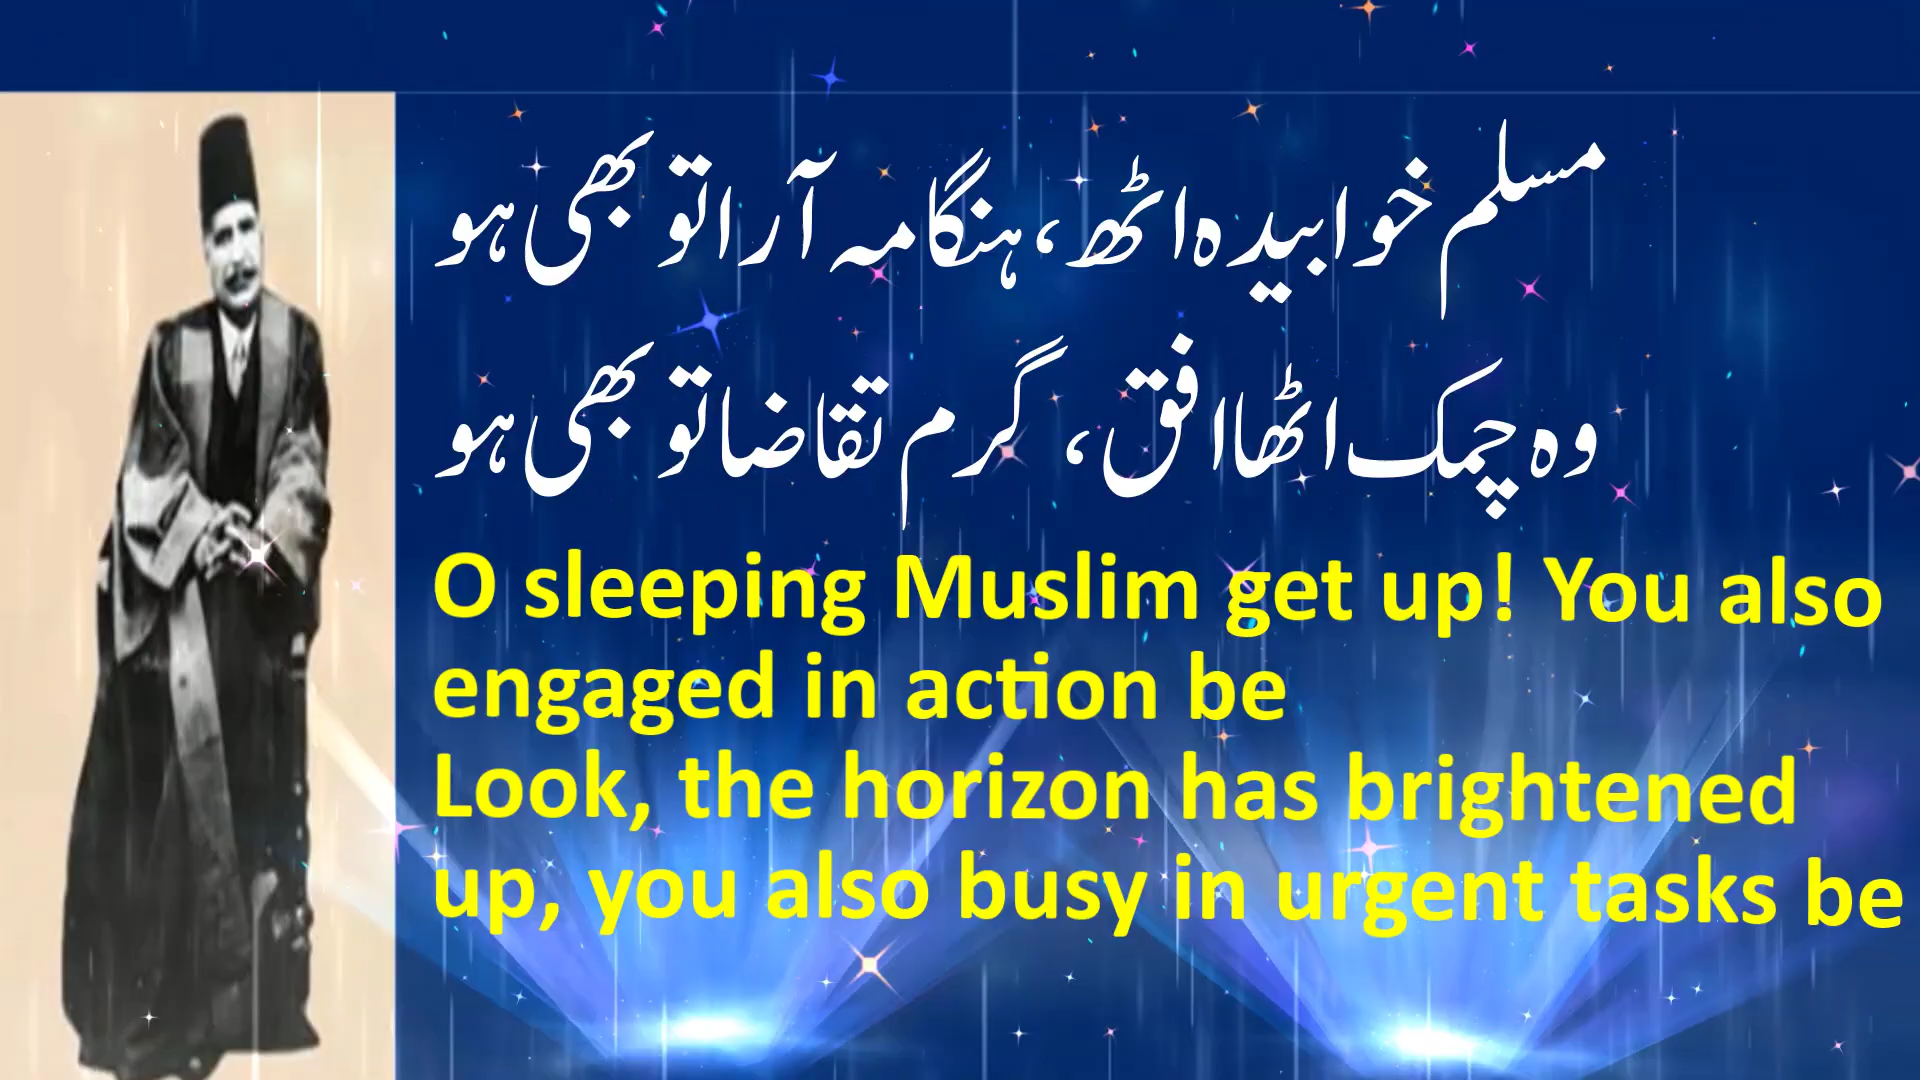 مسلم خوابیدہ اٹھ، ہنگامہ آرا تو بھی ہو
وہ چمک اٹھا افق، گرم تقاضا تو بھی ہو
O sleeping Muslim get up! You also
engaged in action be
Look, the horizon has brightened
up, you also busy in urgent tasks be